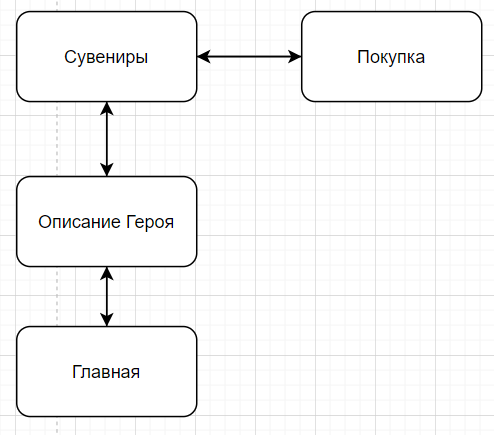 Сувениры
Покупка
Описание Героя
Главная